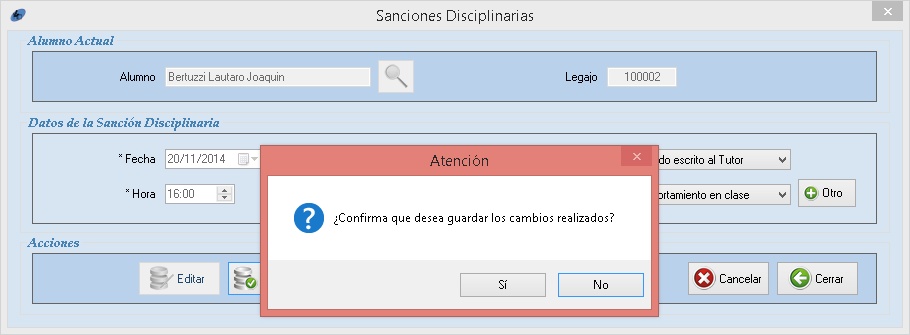 Sanciones Disciplinarias
Alumno Actual
Alumno Bertuzzi Lautaro Joaquin Legajo 100002
Datos de la Sanción Disciplinaria
* Fecha 20/11/2014 escrito al Tutor
Atención
* Hora 16:00 en clase Otro
¿Confirma que desea guardar los cambios realizados?
Acciones
Editar Cancelar Cerrar
Sí No